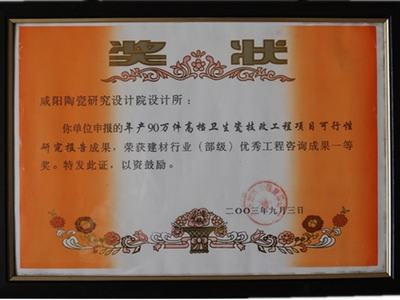 奖状
咸阳陶瓷研究设计院设计所：
你单位申报的年产90万件高档卫生瓷技改工程项目可行性
研究报告成果，荣获建材行业（部级）优秀工程咨询成果一等
奖。特发此证，以资鼓励。
二〇〇三年九月三日